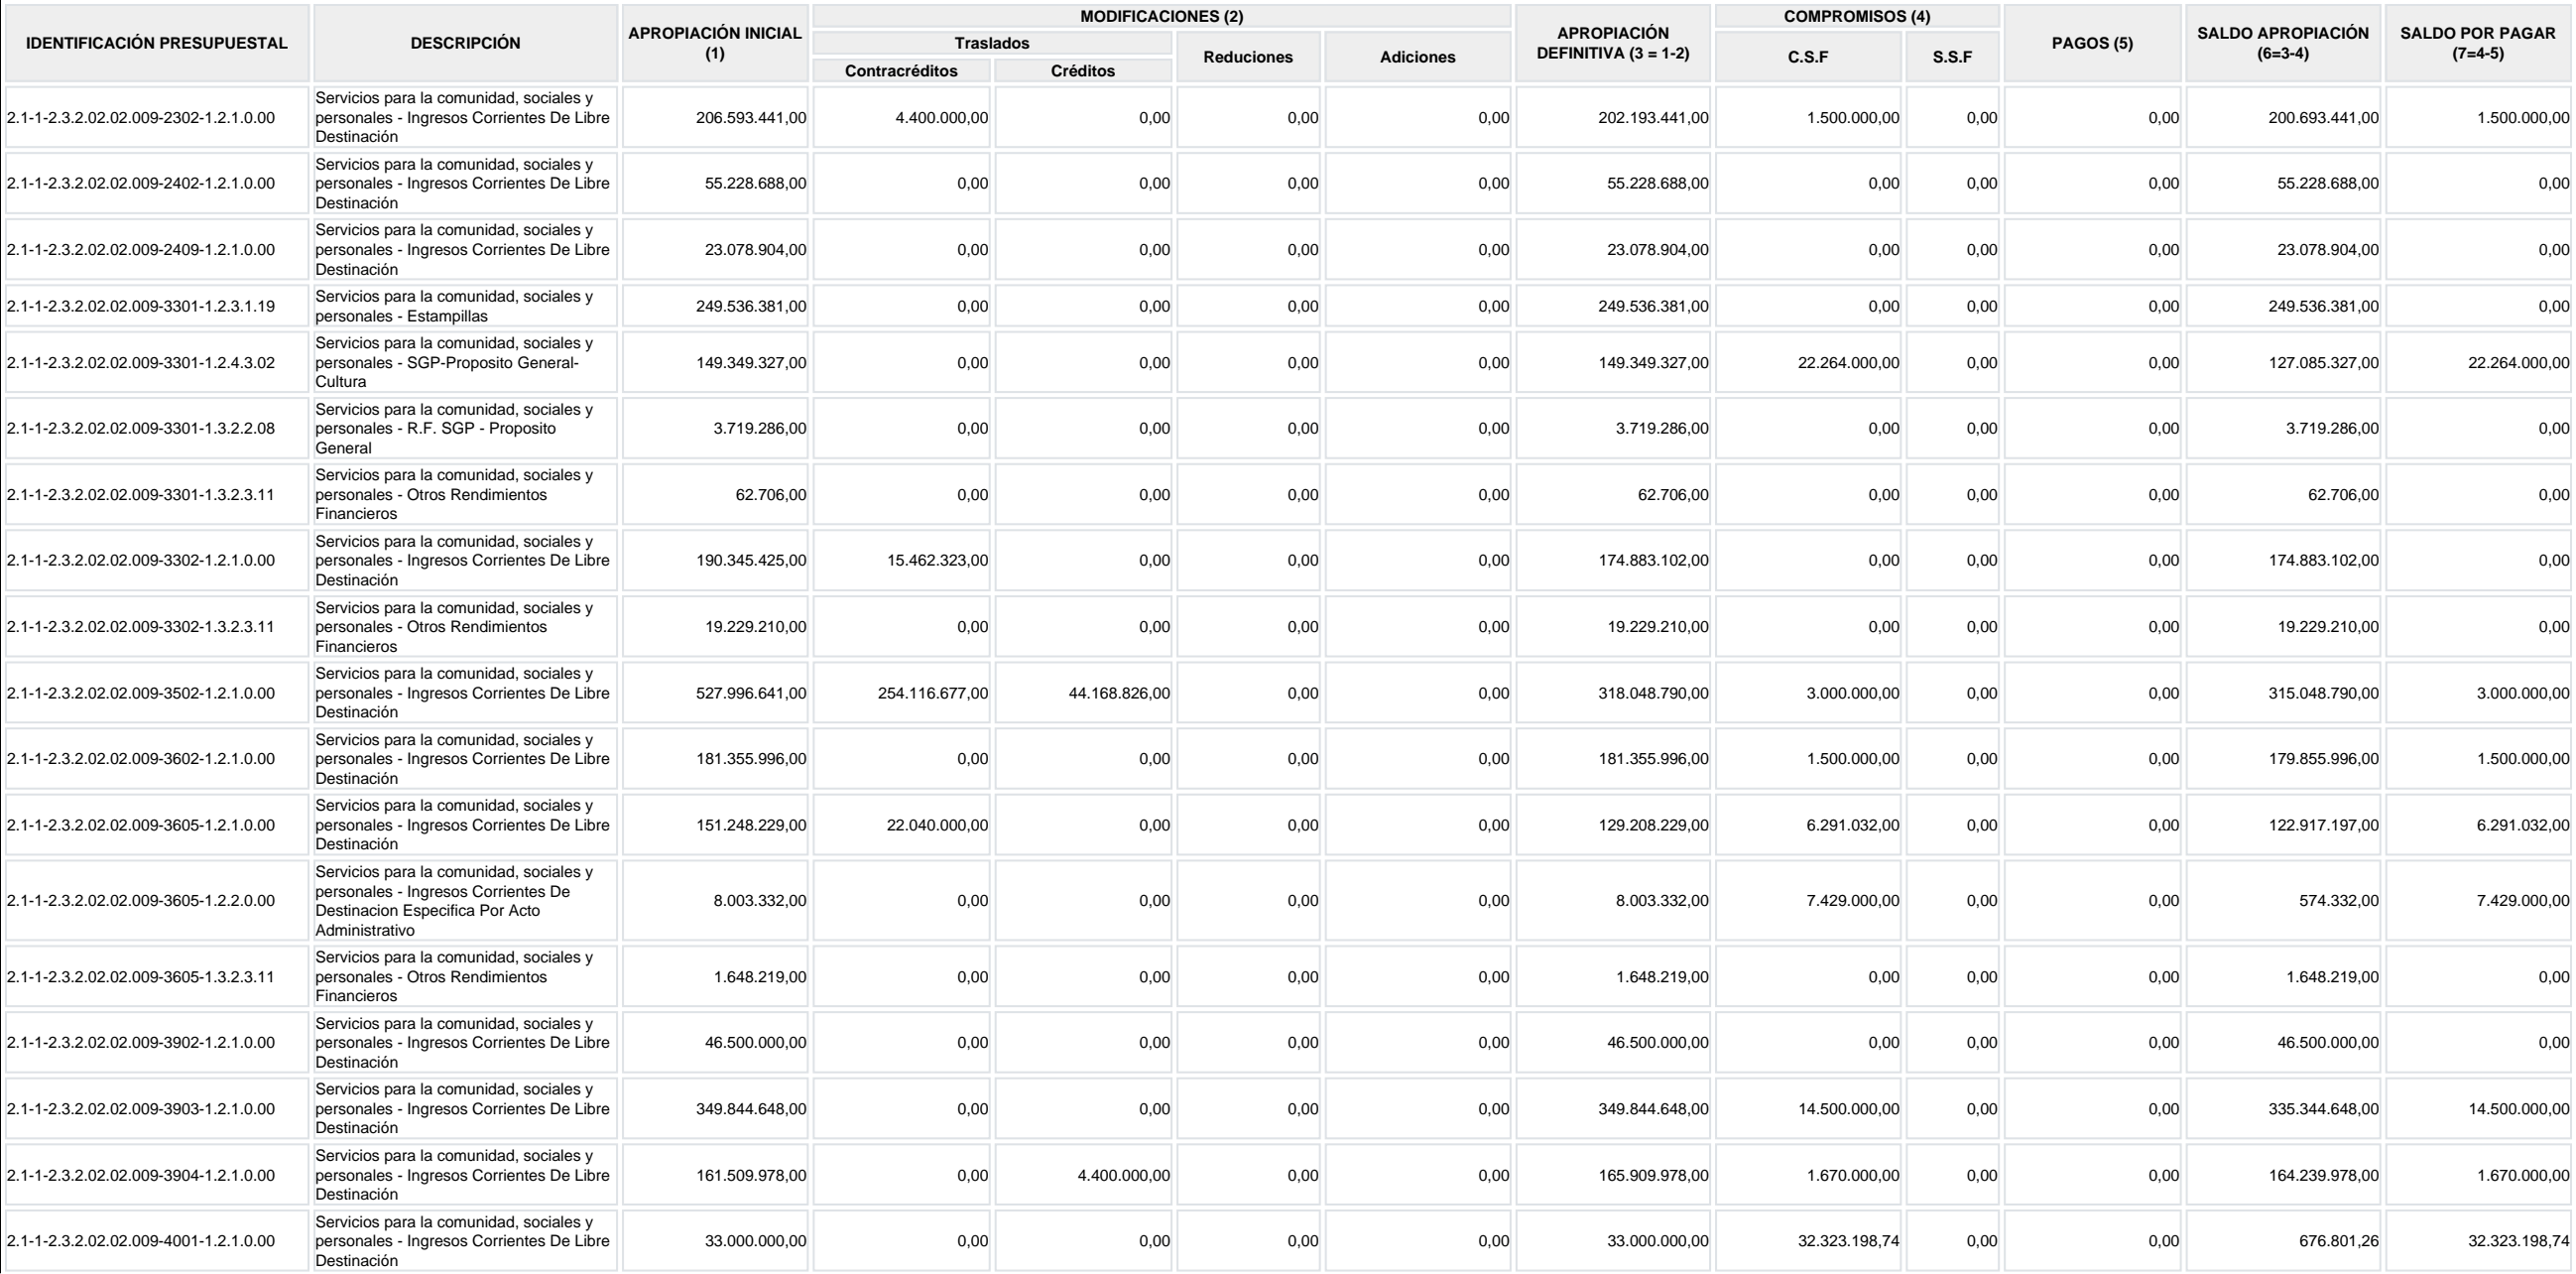 IDENTIFICACIÓN PRESUPUESTAL DESCRIPCIÓN APROPIACIÓN INICIAL (1) MODIFICACIONES (2) APROPIACIÓN DEFINITIVA (3 = 1-2) COMPROMISOS (4) PAGOS (5) SALDO APROPIACIÓN (6=3-4) SALDO POR PAGAR (7=4-5)
Traslados Reduciones Adiciones C.S.F S.S.F
Contracréditos Créditos
Servicios para la comunidad, sociales y
2.1-1-2.3.2.02.02.009-2302-1.2.1.0.00 personales - Ingresos Corrientes De Libre 206.593.441,00 4.400.000,00 0,00 0,00 0,00 202.193.441,00 1.500.000,00 0,00 0,00 200.693.441,00 1.500.000,00
Destinación
Servicios para la comunidad, sociales y
2.1-1-2.3.2.02.02.009-2402-1.2.1.0.00 personales - Ingresos Corrientes De Libre 55.228.688,00 0,00 0,00 0,00 0,00 55.228.688,00 0,00 0,00 0,00 55.228.688,00 0,00
Destinación
Servicios para la comunidad, sociales y
2.1-1-2.3.2.02.02.009-2409-1.2.1.0.00 personales - Ingresos Corrientes De Libre 23.078.904,00 0,00 0,00 0,00 0,00 23.078.904,00 0,00 0,00 0,00 23.078.904,00 0,00
Destinación
Servicios para la comunidad, sociales y
2.1-1-2.3.2.02.02.009-3301-1.2.3.1.19 personales - Estampillas 249.536.381,00 0,00 0,00 0,00 0,00 249.536.381,00 0,00 0,00 0,00 249.536.381,00 0,00
Servicios para la comunidad, sociales y
2.1-1-2.3.2.02.02.009-3301-1.2.4.3.02 personales - SGP-Proposito General- 149.349.327,00 0,00 0,00 0,00 0,00 149.349.327,00 22.264.000,00 0,00 0,00 127.085.327,00 22.264.000,00
Cultura
Servicios para la comunidad, sociales y
2.1-1-2.3.2.02.02.009-3301-1.3.2.2.08 personales - R.F. SGP - Proposito 3.719.286,00 0,00 0,00 0,00 0,00 3.719.286,00 0,00 0,00 0,00 3.719.286,00 0,00
General
Servicios para la comunidad, sociales y
2.1-1-2.3.2.02.02.009-3301-1.3.2.3.11 personales - Otros Rendimientos 62.706,00 0,00 0,00 0,00 0,00 62.706,00 0,00 0,00 0,00 62.706,00 0,00
Financieros
Servicios para la comunidad, sociales y
2.1-1-2.3.2.02.02.009-3302-1.2.1.0.00 personales - Ingresos Corrientes De Libre 190.345.425,00 15.462.323,00 0,00 0,00 0,00 174.883.102,00 0,00 0,00 0,00 174.883.102,00 0,00
Destinación
Servicios para la comunidad, sociales y
2.1-1-2.3.2.02.02.009-3302-1.3.2.3.11 personales - Otros Rendimientos 19.229.210,00 0,00 0,00 0,00 0,00 19.229.210,00 0,00 0,00 0,00 19.229.210,00 0,00
Financieros
Servicios para la comunidad, sociales y
2.1-1-2.3.2.02.02.009-3502-1.2.1.0.00 personales - Ingresos Corrientes De Libre 527.996.641,00 254.116.677,00 44.168.826,00 0,00 0,00 318.048.790,00 3.000.000,00 0,00 0,00 315.048.790,00 3.000.000,00
Destinación
Servicios para la comunidad, sociales y
2.1-1-2.3.2.02.02.009-3602-1.2.1.0.00 personales - Ingresos Corrientes De Libre 181.355.996,00 0,00 0,00 0,00 0,00 181.355.996,00 1.500.000,00 0,00 0,00 179.855.996,00 1.500.000,00
Destinación
Servicios para la comunidad, sociales y
2.1-1-2.3.2.02.02.009-3605-1.2.1.0.00 personales - Ingresos Corrientes De Libre 151.248.229,00 22.040.000,00 0,00 0,00 0,00 129.208.229,00 6.291.032,00 0,00 0,00 122.917.197,00 6.291.032,00
Destinación
Servicios para la comunidad, sociales y
personales - Ingresos Corrientes De
2.1-1-2.3.2.02.02.009-3605-1.2.2.0.00 Destinacion Especifica Por Acto 8.003.332,00 0,00 0,00 0,00 0,00 8.003.332,00 7.429.000,00 0,00 0,00 574.332,00 7.429.000,00
Administrativo
Servicios para la comunidad, sociales y
2.1-1-2.3.2.02.02.009-3605-1.3.2.3.11 personales - Otros Rendimientos 1.648.219,00 0,00 0,00 0,00 0,00 1.648.219,00 0,00 0,00 0,00 1.648.219,00 0,00
Financieros
Servicios para la comunidad, sociales y
2.1-1-2.3.2.02.02.009-3902-1.2.1.0.00 personales - Ingresos Corrientes De Libre 46.500.000,00 0,00 0,00 0,00 0,00 46.500.000,00 0,00 0,00 0,00 46.500.000,00 0,00
Destinación
Servicios para la comunidad, sociales y
2.1-1-2.3.2.02.02.009-3903-1.2.1.0.00 personales - Ingresos Corrientes De Libre 349.844.648,00 0,00 0,00 0,00 0,00 349.844.648,00 14.500.000,00 0,00 0,00 335.344.648,00 14.500.000,00
Destinación
Servicios para la comunidad, sociales y
2.1-1-2.3.2.02.02.009-3904-1.2.1.0.00 personales - Ingresos Corrientes De Libre 161.509.978,00 0,00 4.400.000,00 0,00 0,00 165.909.978,00 1.670.000,00 0,00 0,00 164.239.978,00 1.670.000,00
Destinación
Servicios para la comunidad, sociales y
2.1-1-2.3.2.02.02.009-4001-1.2.1.0.00 personales - Ingresos Corrientes De Libre 33.000.000,00 0,00 0,00 0,00 0,00 33.000.000,00 32.323.198,74 0,00 0,00 676.801,26 32.323.198,74
Destinación